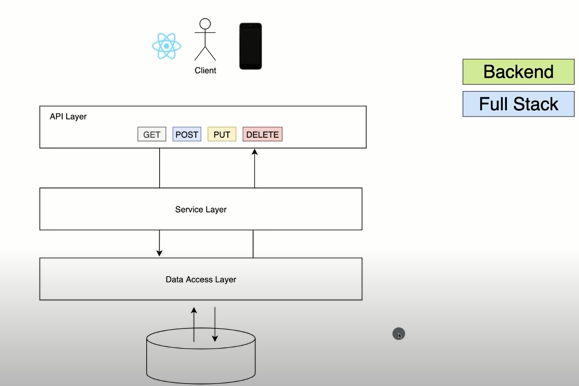 Client
Backend
Full Stack
API Layer
GET POST PUT DELETE
Service Layer
Data Access Layer